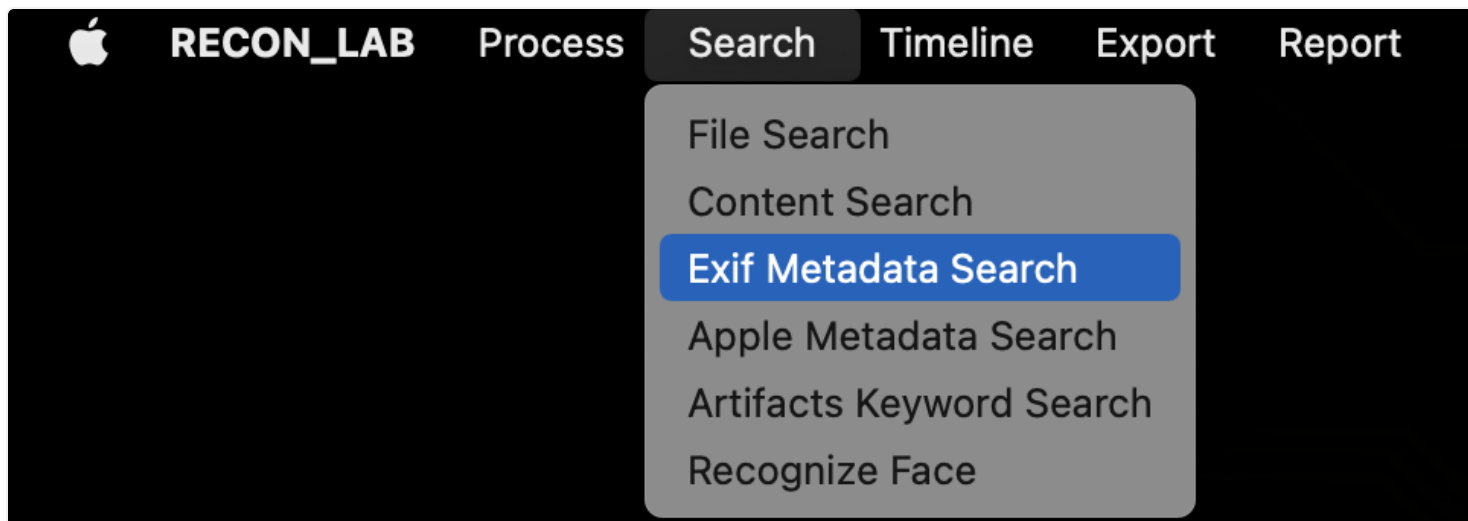 RECON_LAB Process Search Timeline Export Report
File Search
Content Search
Exif Metadata Search
Apple Metadata Search
Artifacts Keyword Search
Recognize Face